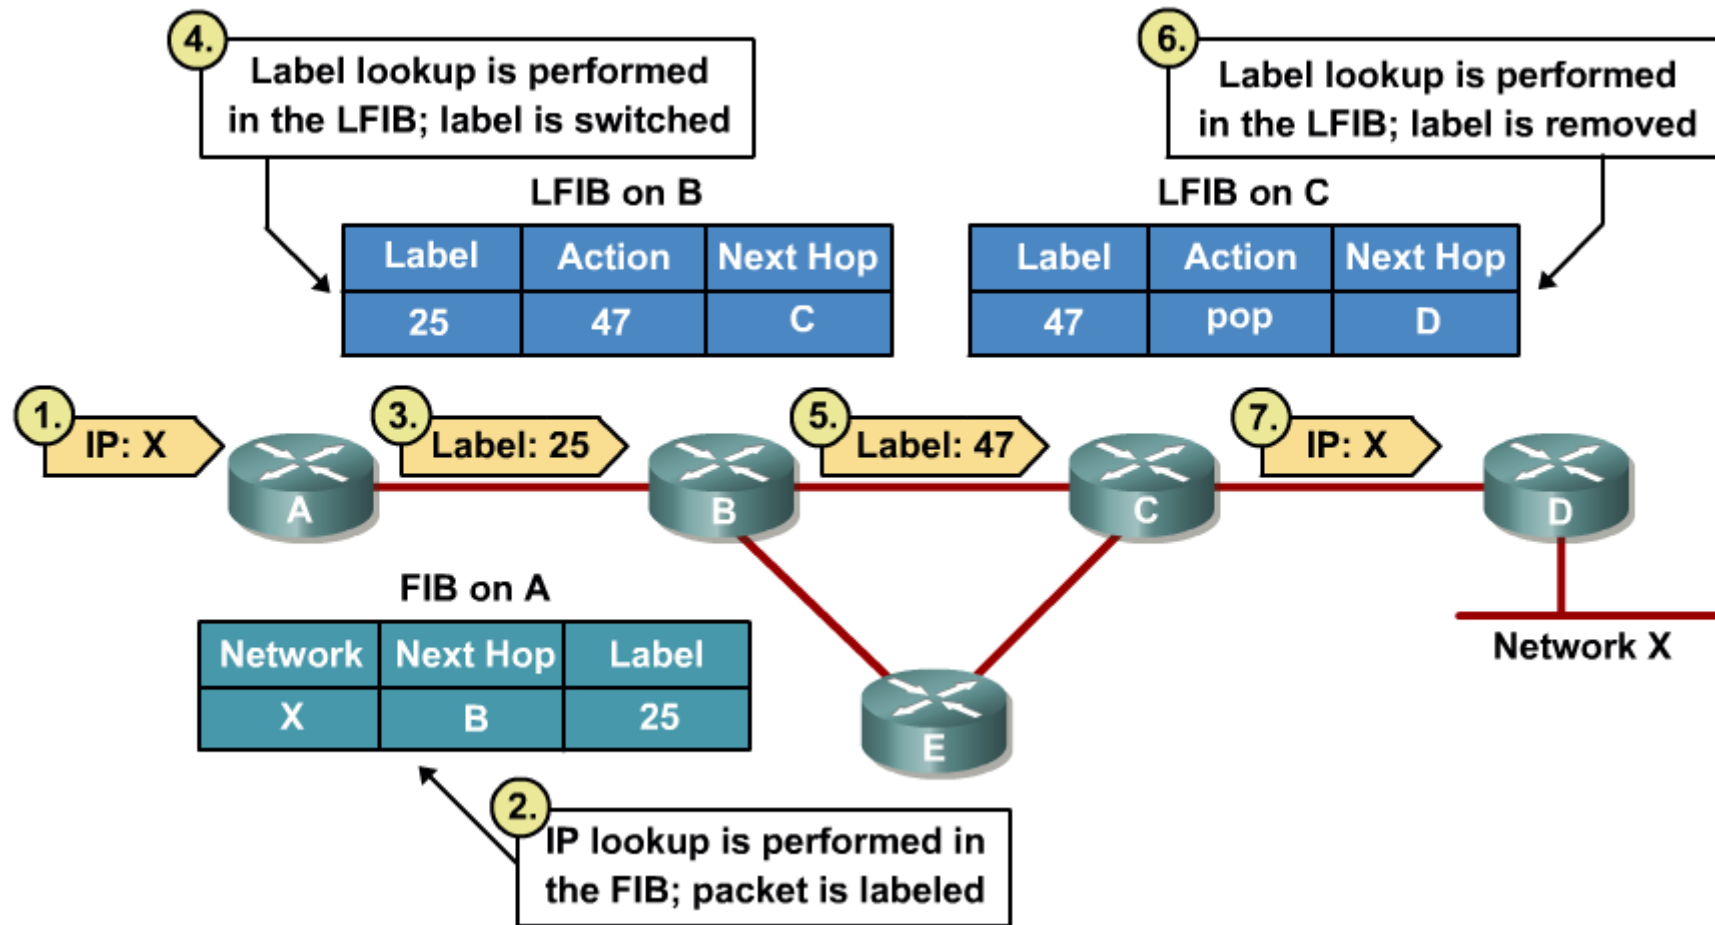 4.
Label lookup is performed
in the LFIB; label is switched
6.
Label lookup is performed
in the LFIB; label is removed
LFIB on B
Label Action Next Hop
25 47 C
LFIB on C
Label Action Next Hop
47 pop D
1.
IP: X
3.
Label: 25
5.
Label: 47
7.
IP: X
A
B
C
D
E
Network X
FIB on A
Network Next Hop Label
X B 25
2.
IP lookup is performed in
the FIB; packet is labeled